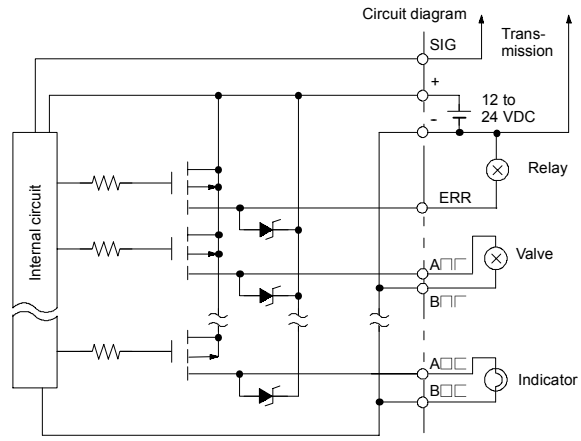 Circuit diagram
SIG
Trans-
mission
+
12 to
24 VDC
-
Relay
ERR
Internal circuit
A□□
Valve
B□□
A□□
B□□
Indicator